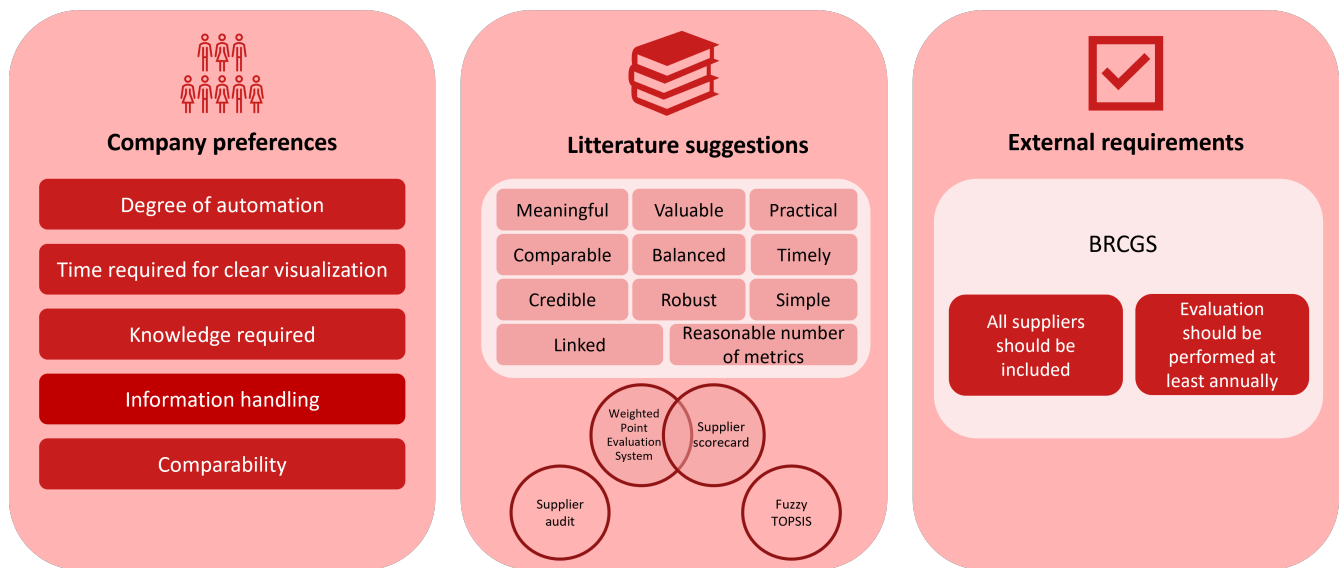 Company preferences
Degree of automation
Time required for clear visualization
Knowledge required
Information handling
Comparability
Litterature suggestions
Meaningful
Valuable
Practical
Comparable
Balanced
Timely
Credible
Robust
Simple
Linked
Reasonable number
of metrics
Weighted
Point
Evaluation
System
Supplier
scorecard
Supplier
audit
Fuzzy
TOPSIS
External requirements
BRCGS
All suppliers
should be
included
Evaluation
should be
performed at
least annually